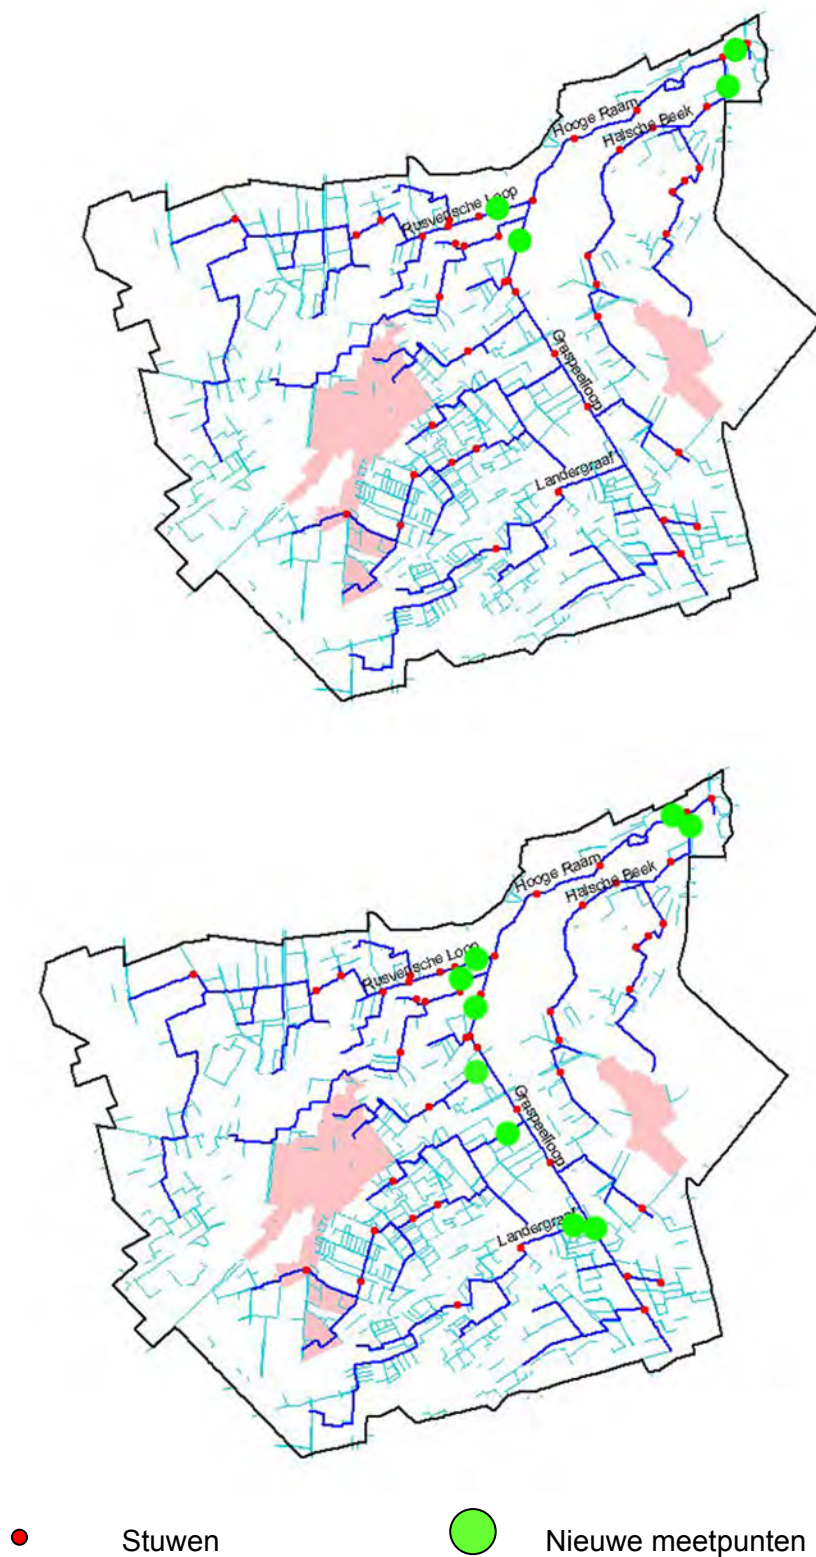 Hooge Raam
Halsche Beek
Rusvensche Loop
Graspeelloop
Landergraaf
Hooge Raam
Halsche Beek
Rusvensche Loop
Graspeelloop
Landergraaf
Stuwen Nieuwe meetpunten